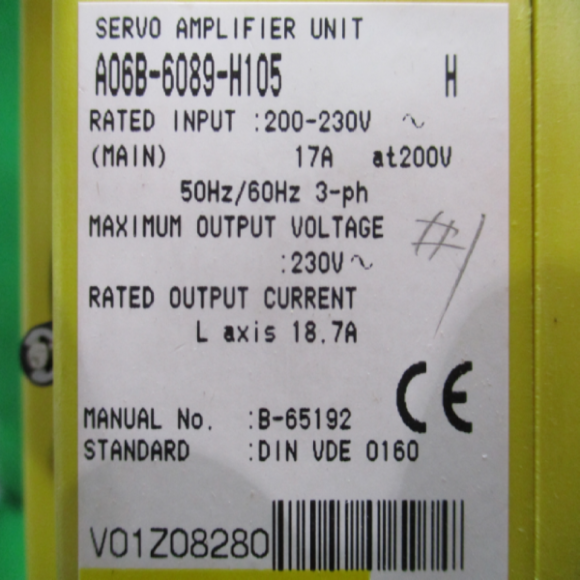 SERVO AMPLIFIER UNIT
A06B-6089-H105 H
RATED INPUT :200-230V ~
(MAIN) 17A at200V
50Hz/60Hz 3-ph
MAXIMUM OUTPUT VOLTAGE
:230V~
#1
RATED OUTPUT CURRENT
L axis 18.7A
CE
MANUAL No. :B-65192
STANDARD :DIN VDE 0160
V01Z08280